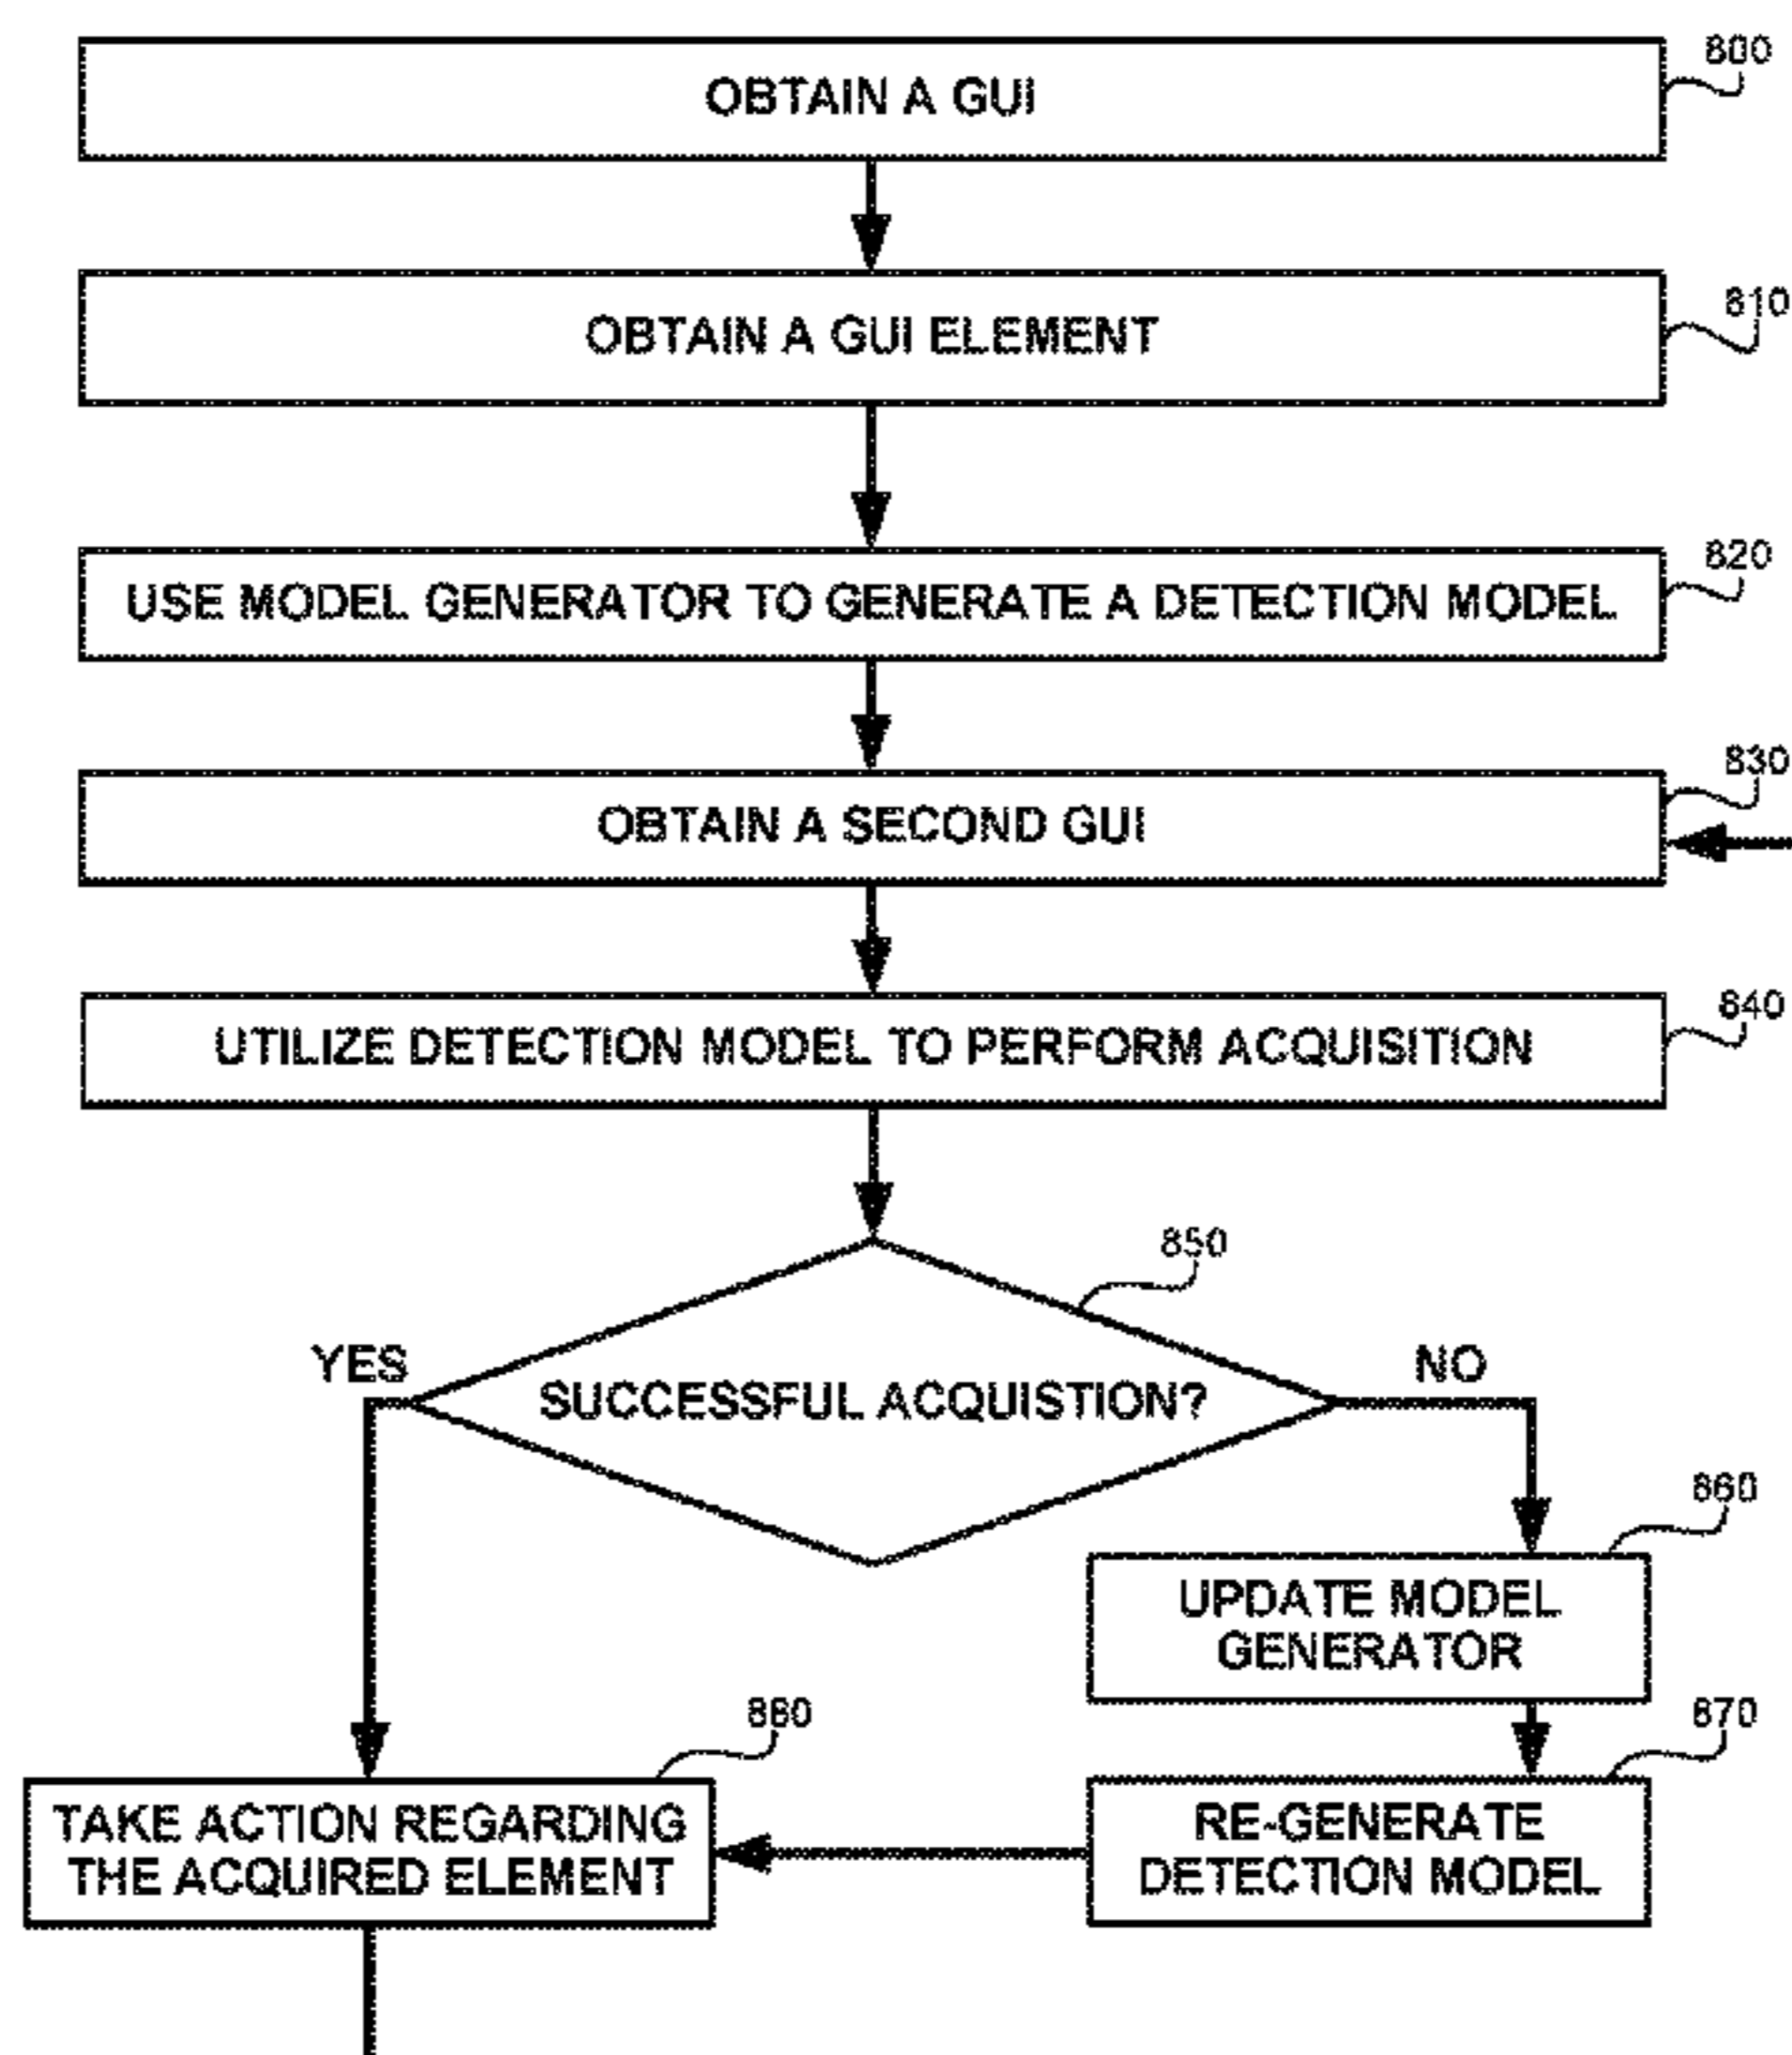 800
OBTAIN A GUI
810
OBTAIN A GUI ELEMENT
820
USE MODEL GENERATOR TO GENERATE A DETECTION MODEL
830
OBTAIN A SECOND GUI
840
UTILIZE DETECTION MODEL TO PERFORM ACQUISITION
850
YES
NO
SUCCESSFUL ACQUISTION?
860
UPDATE MODEL
GENERATOR
880
870
TAKE ACTION REGARDING
THE ACQUIRED ELEMENT
RE-GENERATE
DETECTION MODEL